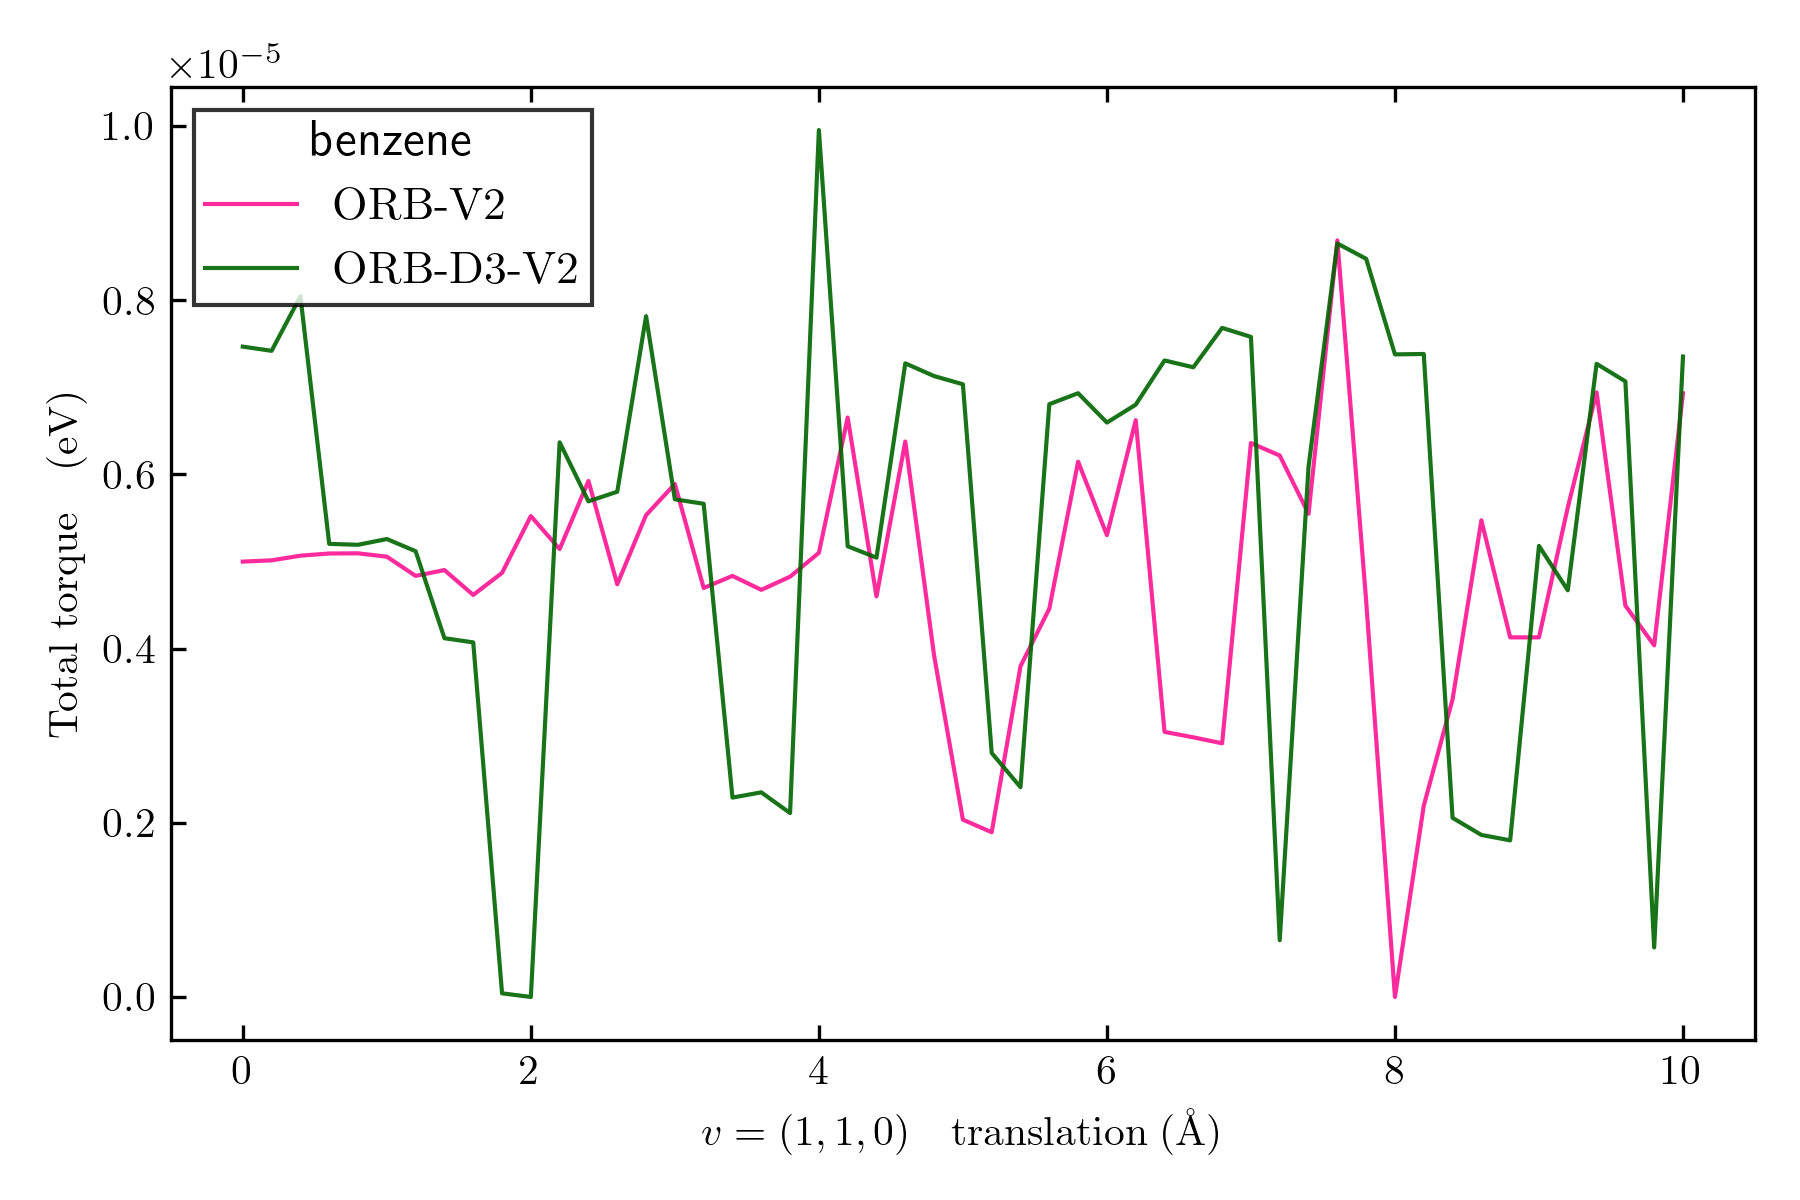 ×10⁻⁵
1.0
0.8
0.6
0.4
0.2
0.0
Total torque (eV)
benzene
ORB-V2
ORB-D3-V2
0 2 4 6 8 10
v = (1, 1, 0) translation (Å)